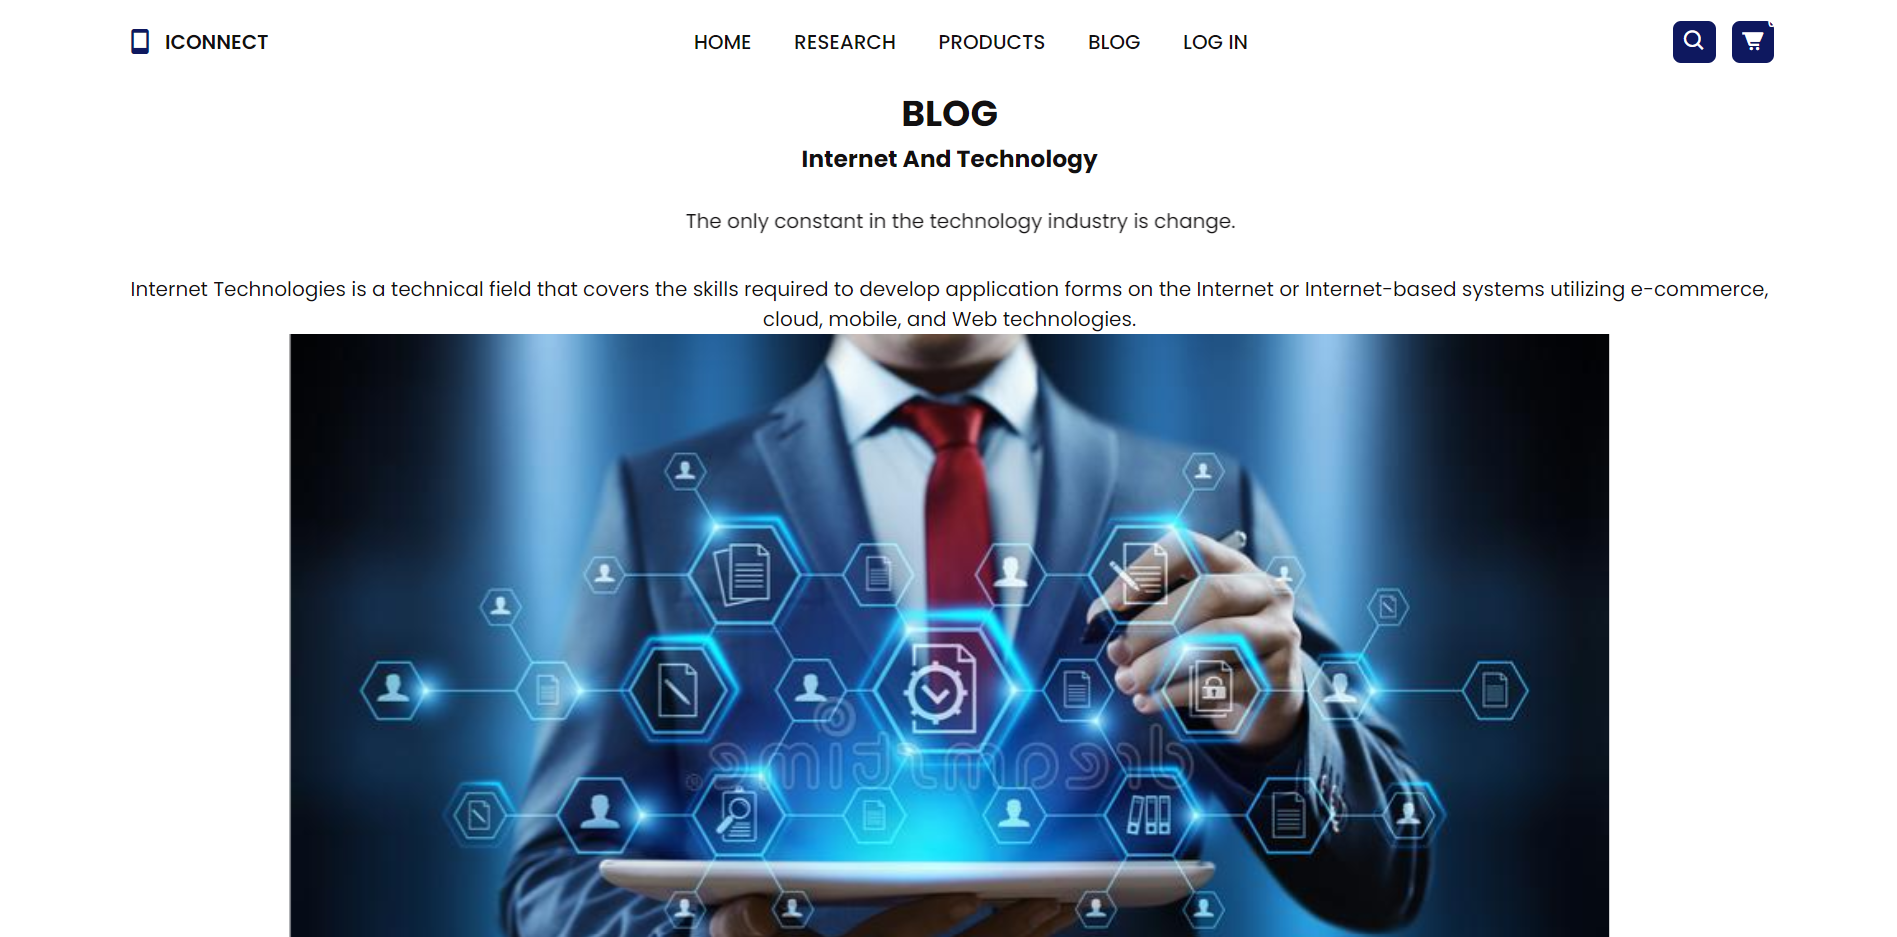 ICONNECT
HOME RESEARCH PRODUCTS BLOG LOG IN
BLOG
Internet And Technology
The only constant in the technology industry is change.
Internet Technologies is a technical field that covers the skills required to develop application forms on the Internet or Internet-based systems utilizing e-commerce,
cloud, mobile, and Web technologies.
dreamstime®